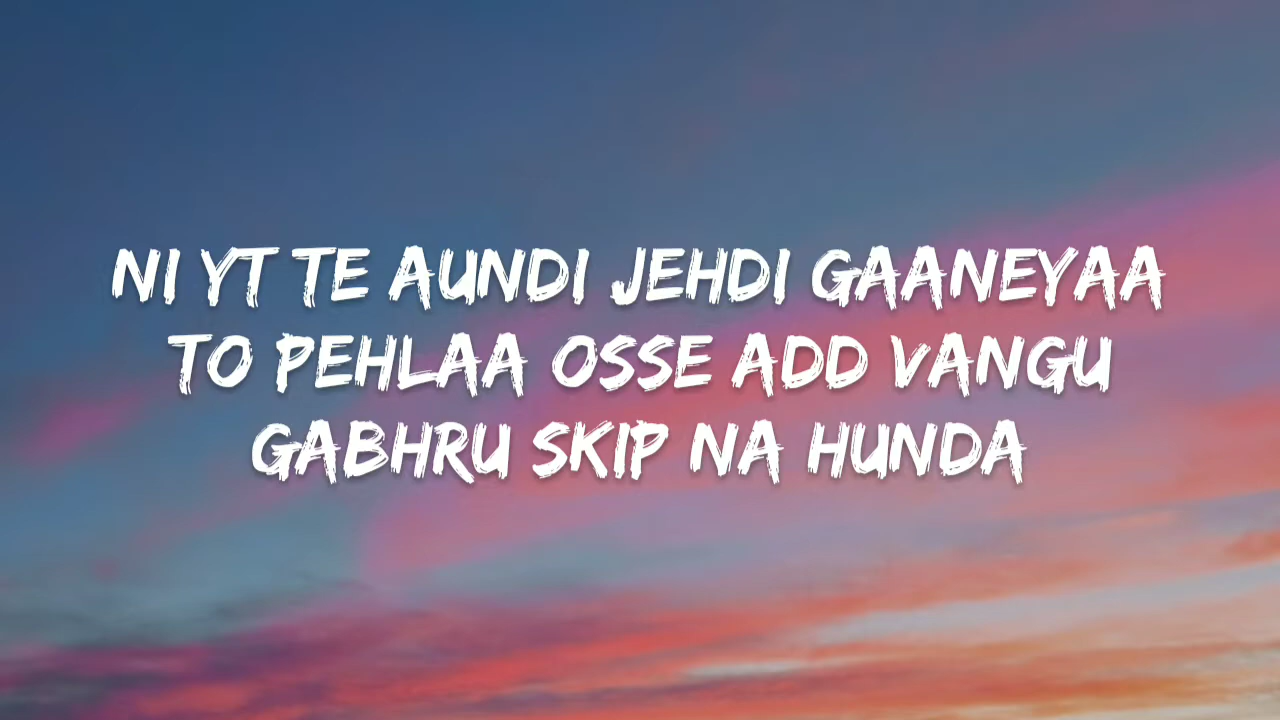 NI YT TE AUNDI JEHDI GAANEYAA
TO PEHLAA OSSE ADD VANGU
GABHRU SKIP NA HUNDA